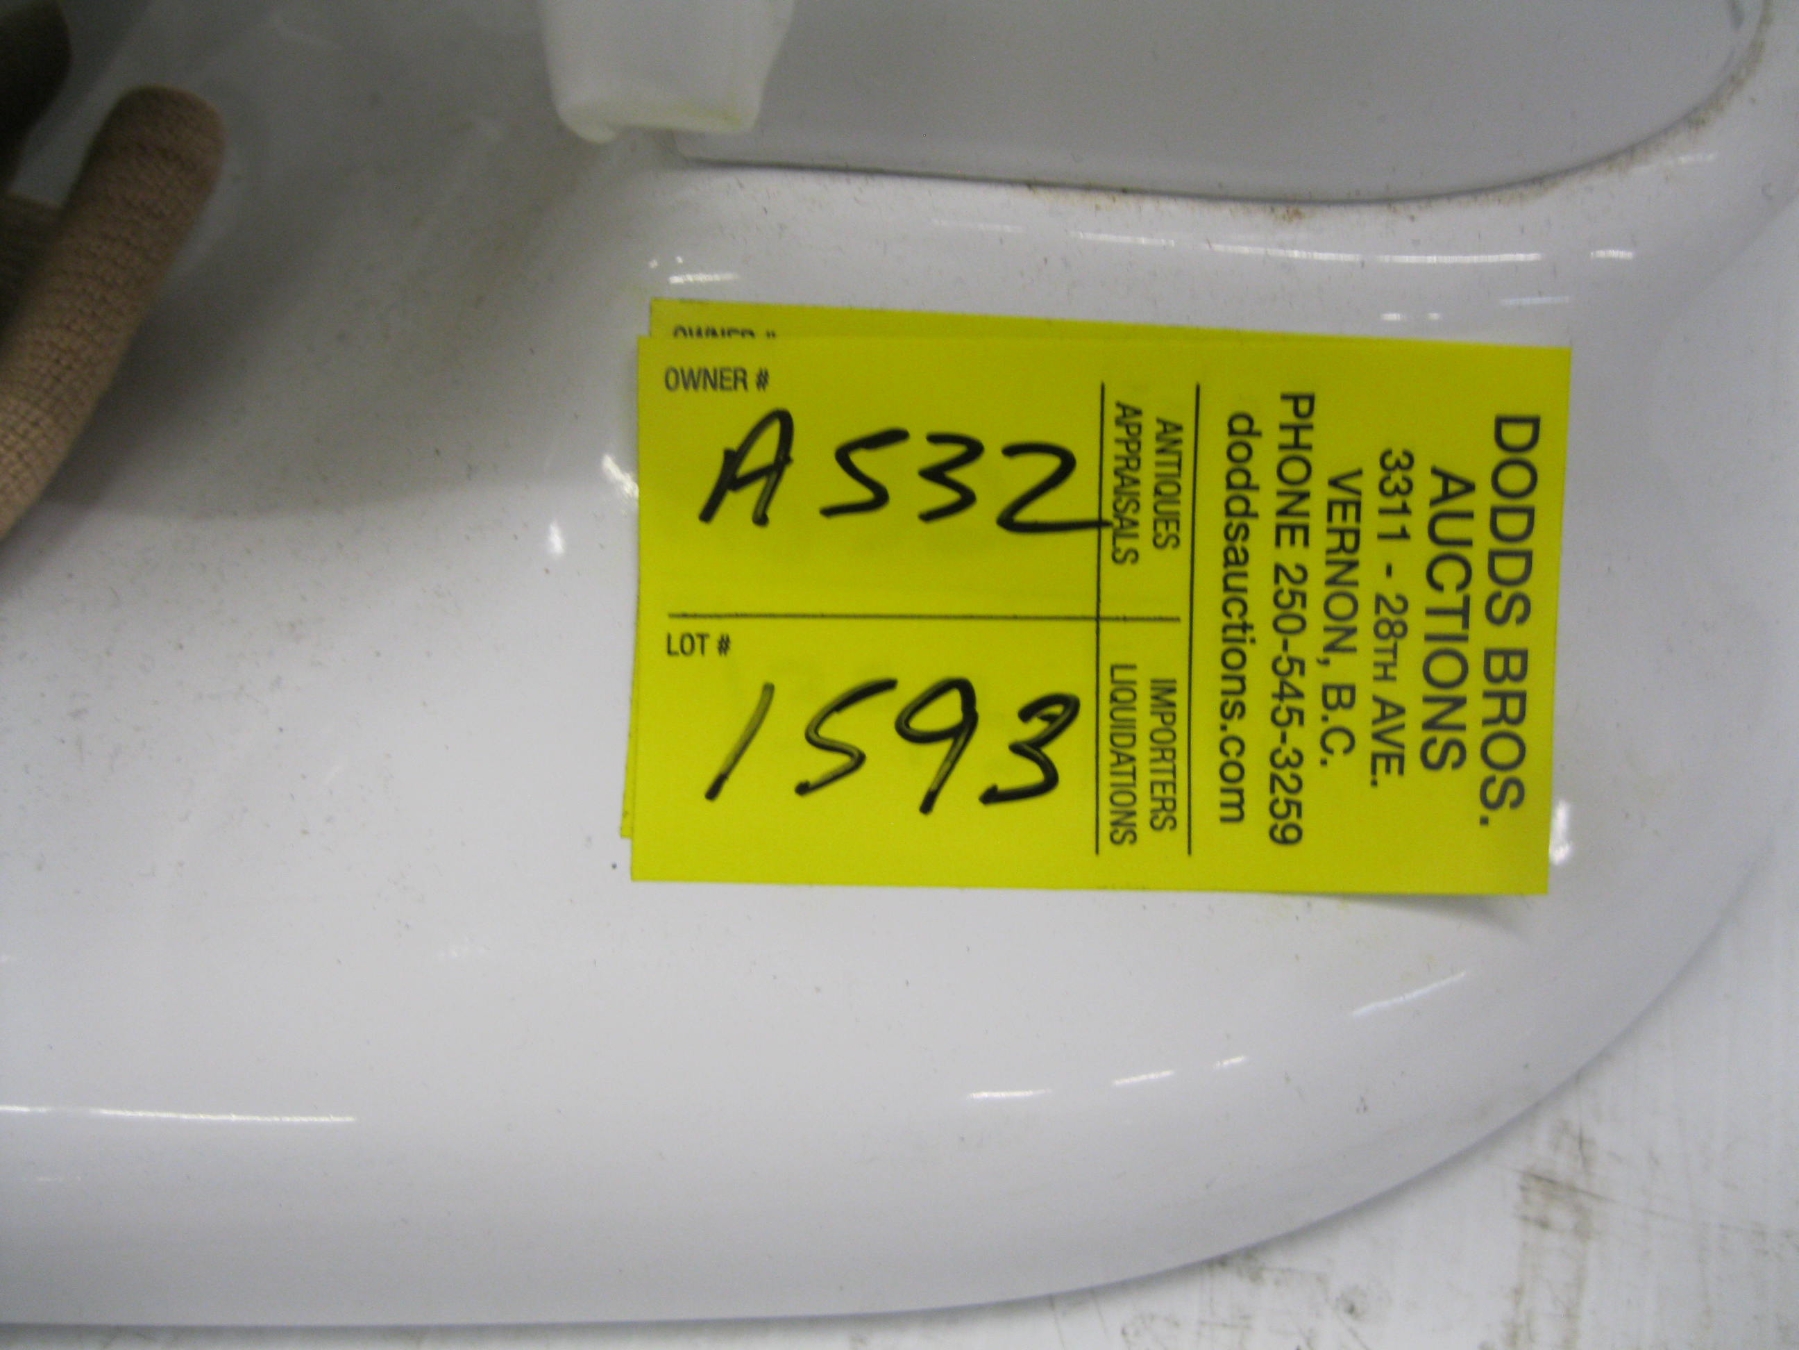 OWNER #
OWNER #
A532
LOT #
1593
DODDS BROS.
AUCTIONS
3311 - 28TH AVE.
VERNON, B.C.
PHONE 250-545-3259
doddsauctions.com
ANTIQUES IMPORTERS
APPRAISALS LIQUIDATIONS